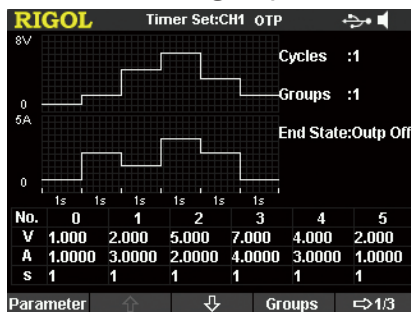 RIGOL Timer Set:CH1 OTP
8V
Cycles :1
0
Groups :1
5A
End State:Outp Off
0
1s 1s 1s 1s 1s 1s
No. 0 1 2 3 4 5
V 1.000 2.000 5.000 7.000 4.000 2.000
A 1.0000 3.0000 2.0000 4.0000 3.0000 1.0000
s 1 1 1 1 1 1
Parameter Groups 1/3